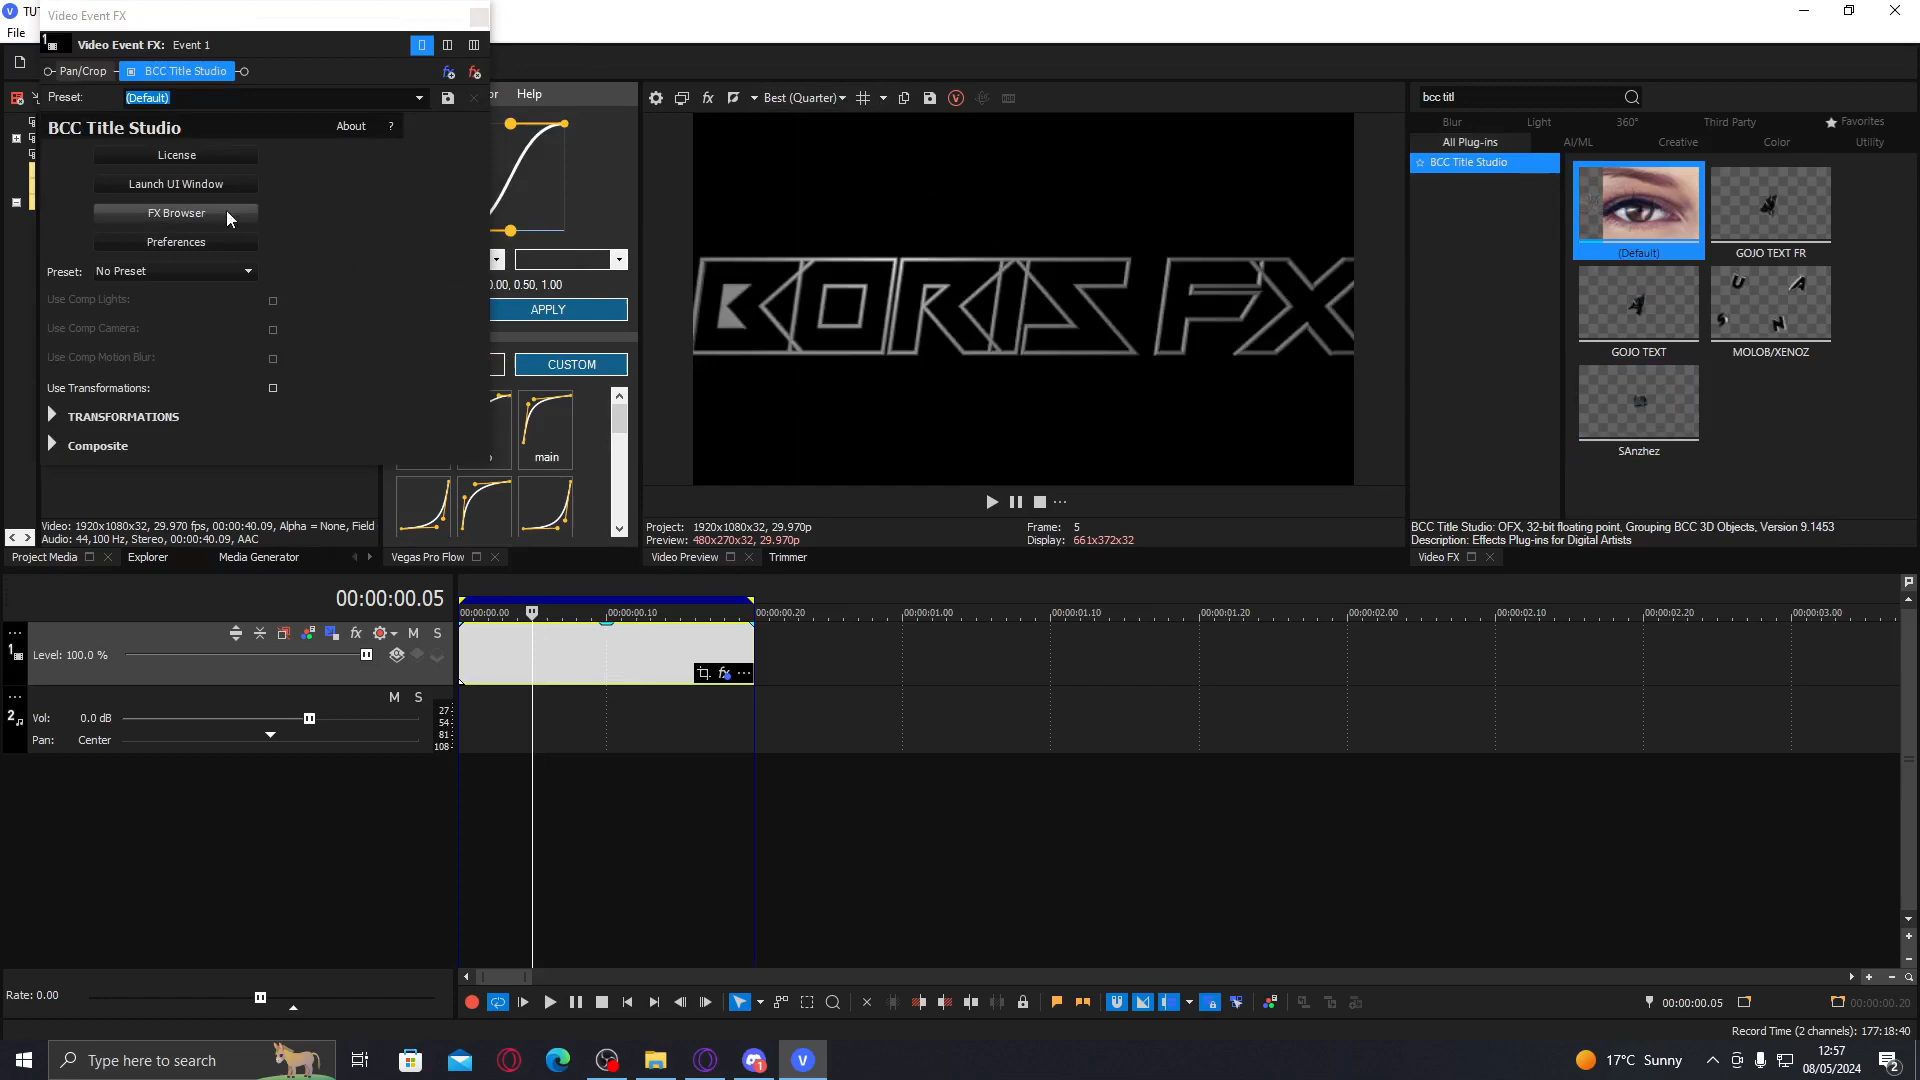 TUT
Video Event FX
File
Video Event FX: Event 1
Pan/Crop
BCC Title Studio
Preset:
(Default)
BCC Title Studio
About
?
License
Launch UI Window
FX Browser
Preferences
Preset:
No Preset
Use Comp Lights:
Use Comp Camera:
Use Comp Motion Blur:
Use Transformations:
TRANSFORMATIONS
Composite
Video: 1920x1080x32, 29.970 fps, 00:00:40.09, Alpha = None, Field
Audio: 44,100 Hz, Stereo, 00:00:40.09, AAC
Project Media
Explorer
Media Generator
or
Help
0.00, 0.50, 1.00
APPLY
CUSTOM
main
Vegas Pro Flow
Best (Quarter)
BORIS FX
Project: 1920x1080x32, 29.970p
Preview: 480x270x32, 29.970p
Frame: 5
Display: 661x372x32
Video Preview
Trimmer
bcc titl
Blur
Light
360°
Third Party
Favorites
All Plug-ins
AI/ML
Creative
Color
Utility
BCC Title Studio
(Default)
GOJO TEXT FR
GOJO TEXT
U A
S N
MOLOB/XENOZ
SAnzhez
BCC Title Studio: OFX, 32-bit floating point, Grouping BCC 3D Objects, Version 9.1453
Description: Effects Plug-ins for Digital Artists
Video FX
00:00:00.05
00:00:00.00
00:00:00.10
00:00:00.20
00:00:01.00
00:00:01.10
00:00:01.20
00:00:02.00
00:00:02.10
00:00:02.20
00:00:03.00
1
M S
Level: 100.0 %
fx
2
M S
Vol: 0.0 dB
Pan: Center
27
54
81
108
Rate: 0.00
00:00:00.05
00:00:00.20
Record Time (2 channels): 177:18:40
Type here to search
1
17°C Sunny
12:57
08/05/2024
2